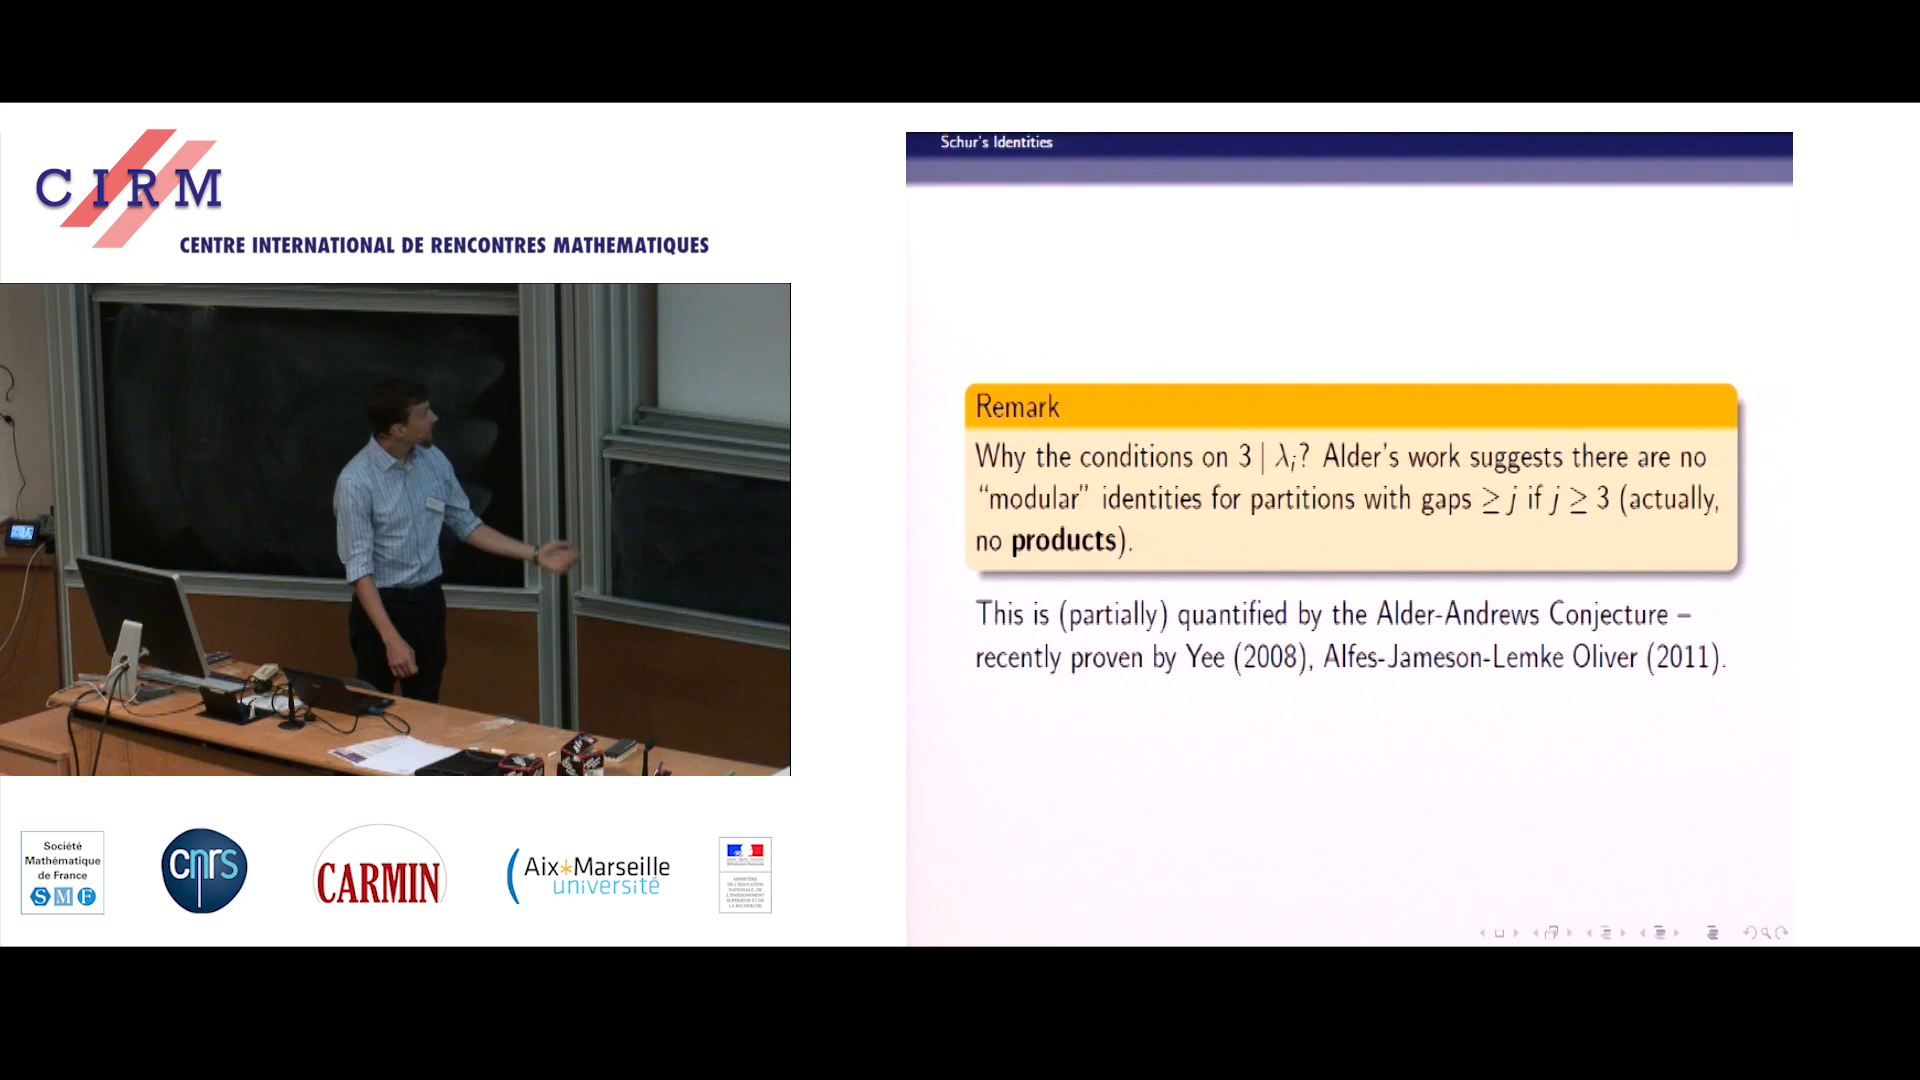 CIRM
CENTRE INTERNATIONAL DE RENCONTRES MATHEMATIQUES
Schur's Identities
Remark
Why the conditions on 3 | λᵢ? Alder's work suggests there are no
“modular” identities for partitions with gaps ≥ j if j ≥ 3 (actually,
no products).
This is (partially) quantified by the Alder-Andrews Conjecture –
recently proven by Yee (2008), Alfes-Jameson-Lemke Oliver (2011).
Société
Mathématique
de France
SMF
cnrs
CARMIN
Aix*Marseille
université